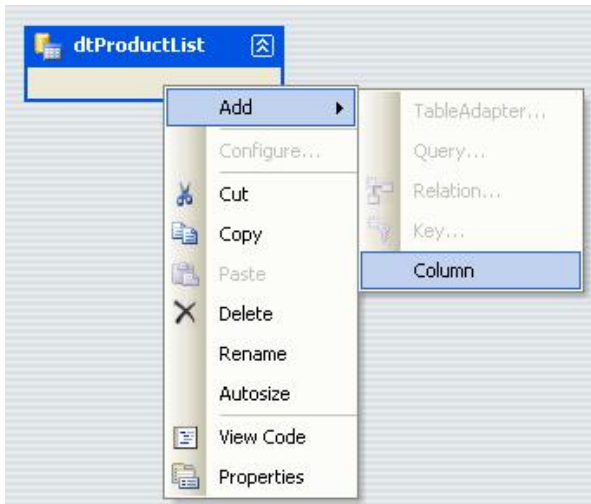 dtProductList
Add
Configure...
Cut
Copy
Paste
Delete
Rename
Autosize
View Code
Properties
TableAdapter...
Query...
Relation...
Key...
Column